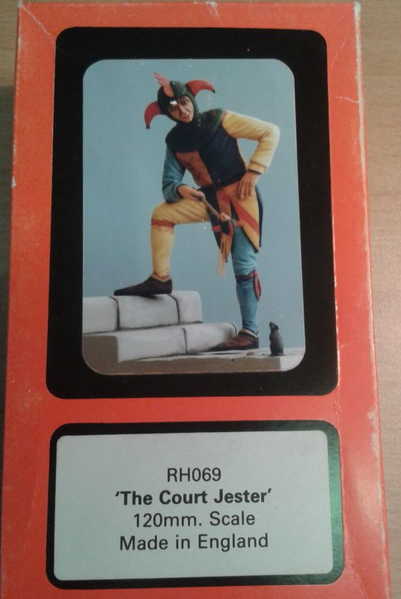 RH069
'The Court Jester'
120mm. Scale
Made in England